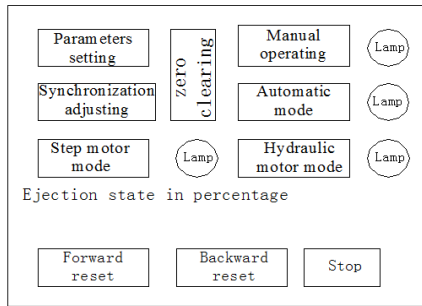 Parameters
setting
zero
clearing
Manual
operating
Lamp
Synchronization
adjusting
Automatic
mode
Lamp
Step motor
mode
Lamp
Hydraulic
motor mode
Lamp
Ejection state in percentage
Forward
reset
Backward
reset
Stop